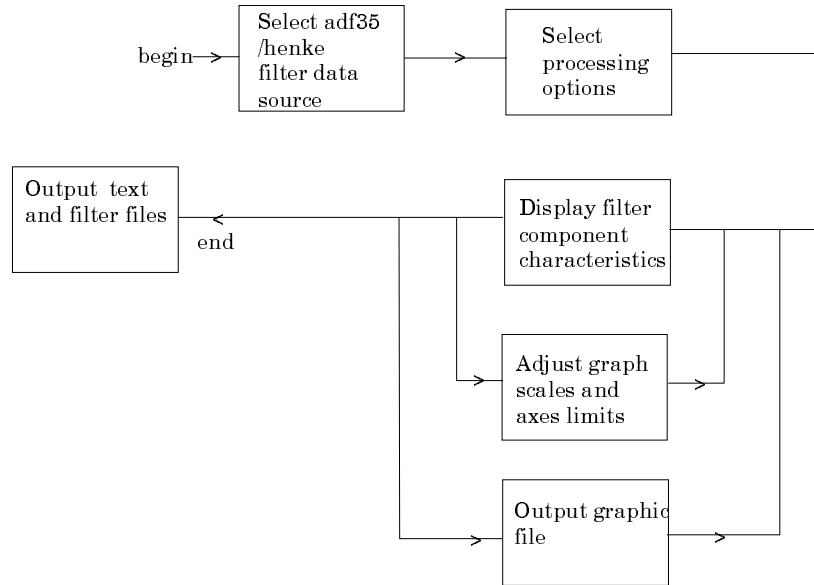 begin
Select adf35
/henke
filter data
source
Select
processing
options
Output text
and filter files
end
Display filter
component
characteristics
Adjust graph
scales and
axes limits
Output graphic
file